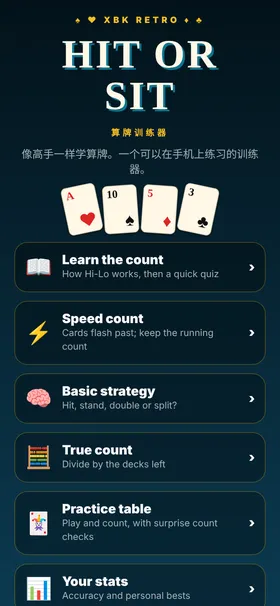 ♠ ♥ XBK RETRO ♦ ♣
HIT OR
SIT
算牌训练器
像高手一样学算牌。一个可以在手机上练习的训练
器。
A 10 5 3
Learn the count
How Hi-Lo works, then a quick quiz
Speed count
Cards flash past; keep the running
count
Basic strategy
Hit, stand, double or split?
True count
Divide by the decks left
Practice table
Play and count, with surprise count
checks
Your stats
Accuracy and personal bests